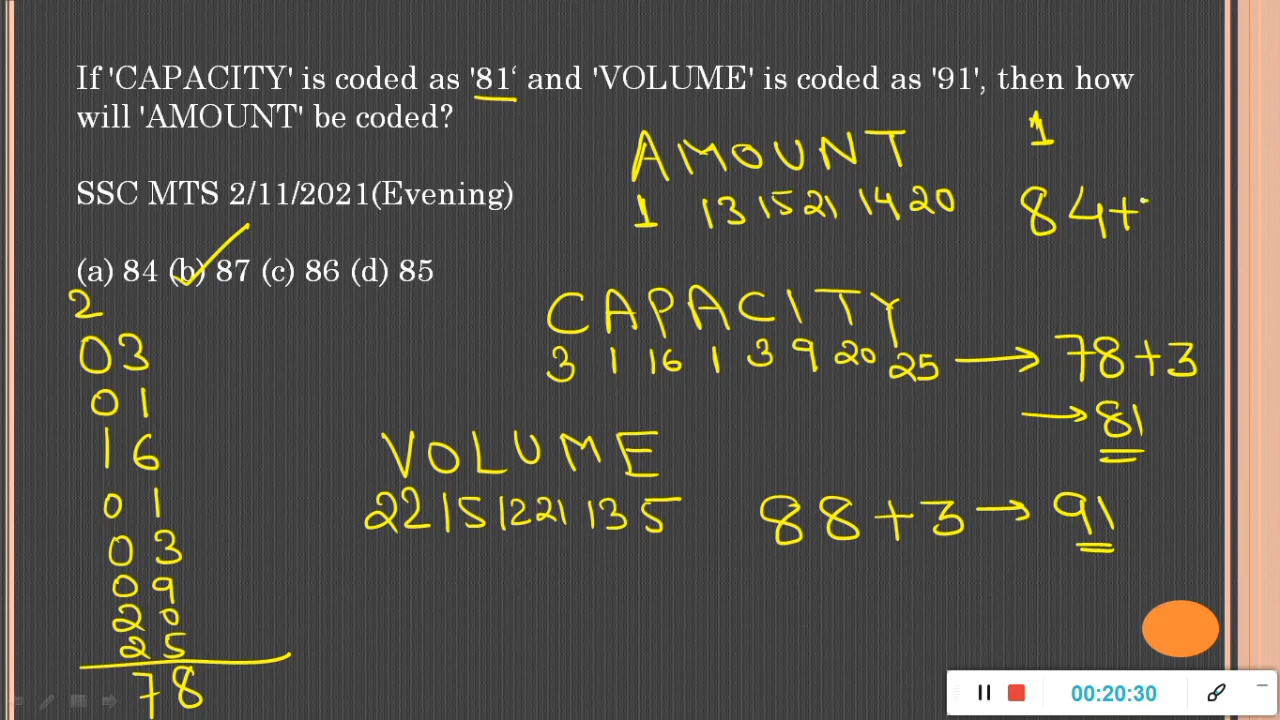 If 'CAPACITY' is coded as '81‘ and 'VOLUME' is coded as '91', then how
will 'AMOUNT' be coded?
SSC MTS 2/11/2021(Evening)
(a) 84 (b) 87 (c) 86 (d) 85
A M O U N T
1 13 15 21 14 20
1
84+
C A P A C I T Y
3 1 16 1 3 9 20 25 → 78+3
→ 81
V O L U M E
22 15 12 21 13 5 88+3 → 91
2
03
01
16
01
03
09
20
25
78
00:20:30